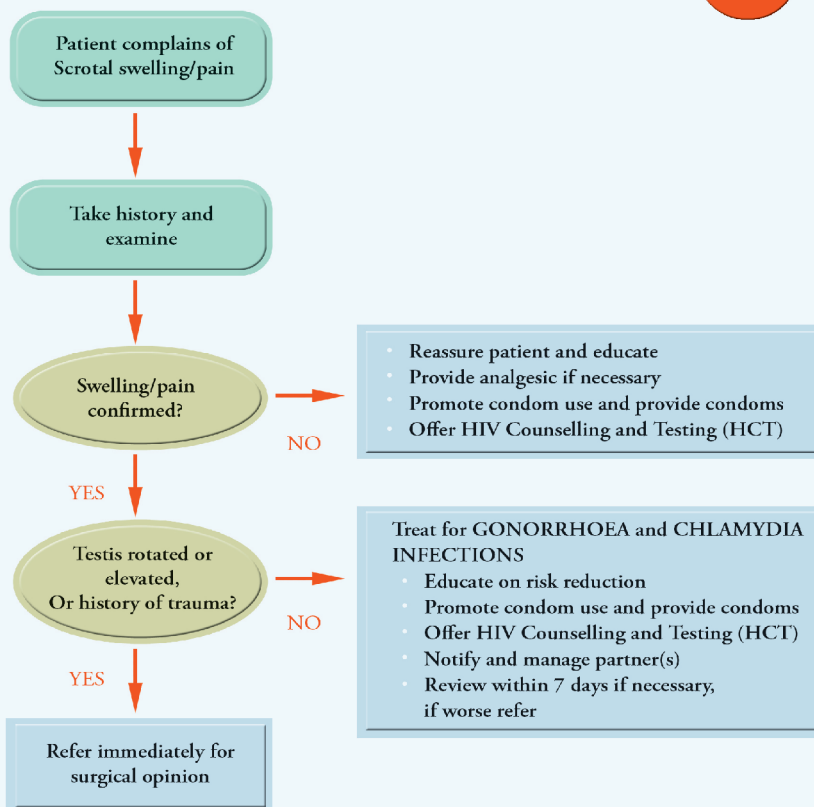 Patient complains of
Scrotal swelling/pain
Take history and
examine
Swelling/pain
confirmed?
NO
• Reassure patient and educate
• Provide analgesic if necessary
• Promote condom use and provide condoms
• Offer HIV Counselling and Testing (HCT)
YES
Testis rotated or
elevated,
Or history of trauma?
NO
Treat for GONORRHOEA and CHLAMYDIA
INFECTIONS
• Educate on risk reduction
• Promote condom use and provide condoms
• Offer HIV Counselling and Testing (HCT)
• Notify and manage partner(s)
• Review within 7 days if necessary,
if worse refer
YES
Refer immediately for
surgical opinion